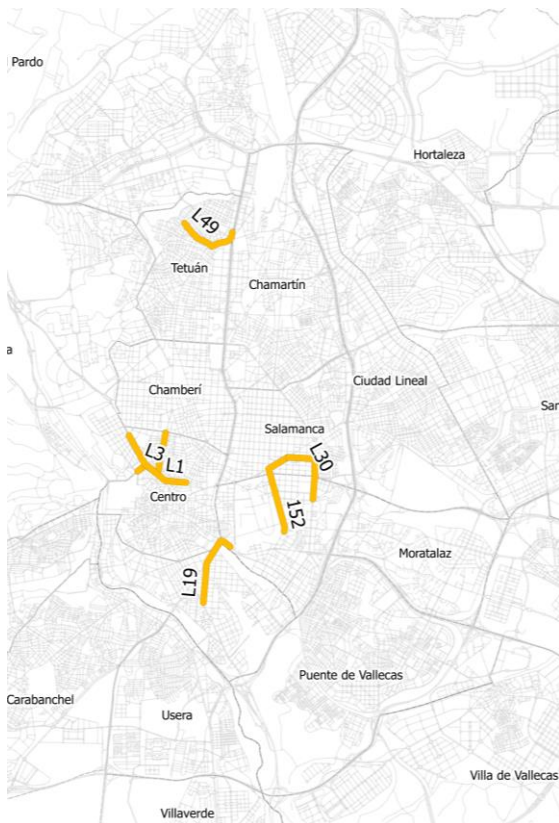 l Pardo
Hortaleza
L49
Tetuán
Chamartín
a
Ciudad Lineal
Chamberí
Sar
Salamanca
L3
L1
L30
Centro
152
Moratalaz
L19
Puente de Vallecas
Carabanchel
Usera
Villa de Vallecas
Villaverde